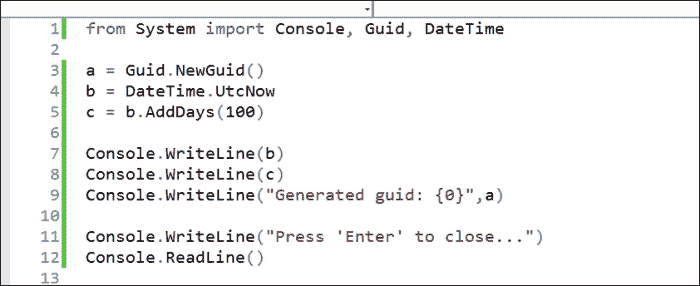 1 from System import Console, Guid, DateTime
2
3 a = Guid.NewGuid()
4 b = DateTime.UtcNow
5 c = b.AddDays(100)
6
7 Console.WriteLine(b)
8 Console.WriteLine(c)
9 Console.WriteLine("Generated guid: {0}",a)
10
11 Console.WriteLine("Press 'Enter' to close...")
12 Console.ReadLine()
13